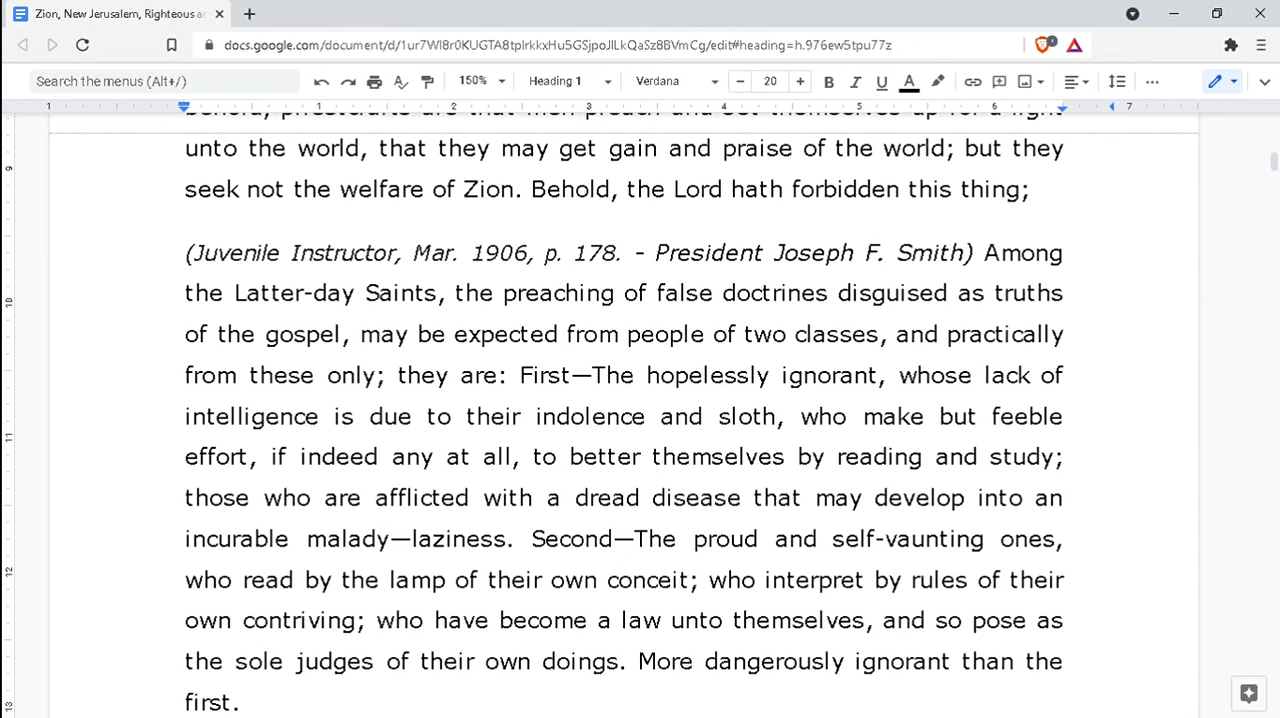 Zion, New Jerusalem, Righteous an
docs.google.com/document/d/1ur7Wl8r0KUGTA8tplrkkxHu5GSjpoJlLkQaSz8BVmCg/edit#heading=h.976ew5tpu77z
Search the menus (Alt+/) 150% Heading 1 Verdana 20
1 1 2 3 4 5 6 7
unto the world, that they may get gain and praise of the world; but they
seek not the welfare of Zion. Behold, the Lord hath forbidden this thing;
(Juvenile Instructor, Mar. 1906, p. 178. - President Joseph F. Smith) Among
the Latter-day Saints, the preaching of false doctrines disguised as truths
of the gospel, may be expected from people of two classes, and practically
from these only; they are: First—The hopelessly ignorant, whose lack of
intelligence is due to their indolence and sloth, who make but feeble
effort, if indeed any at all, to better themselves by reading and study;
those who are afflicted with a dread disease that may develop into an
incurable malady—laziness. Second—The proud and self-vaunting ones,
who read by the lamp of their own conceit; who interpret by rules of their
own contriving; who have become a law unto themselves, and so pose as
the sole judges of their own doings. More dangerously ignorant than the
first.